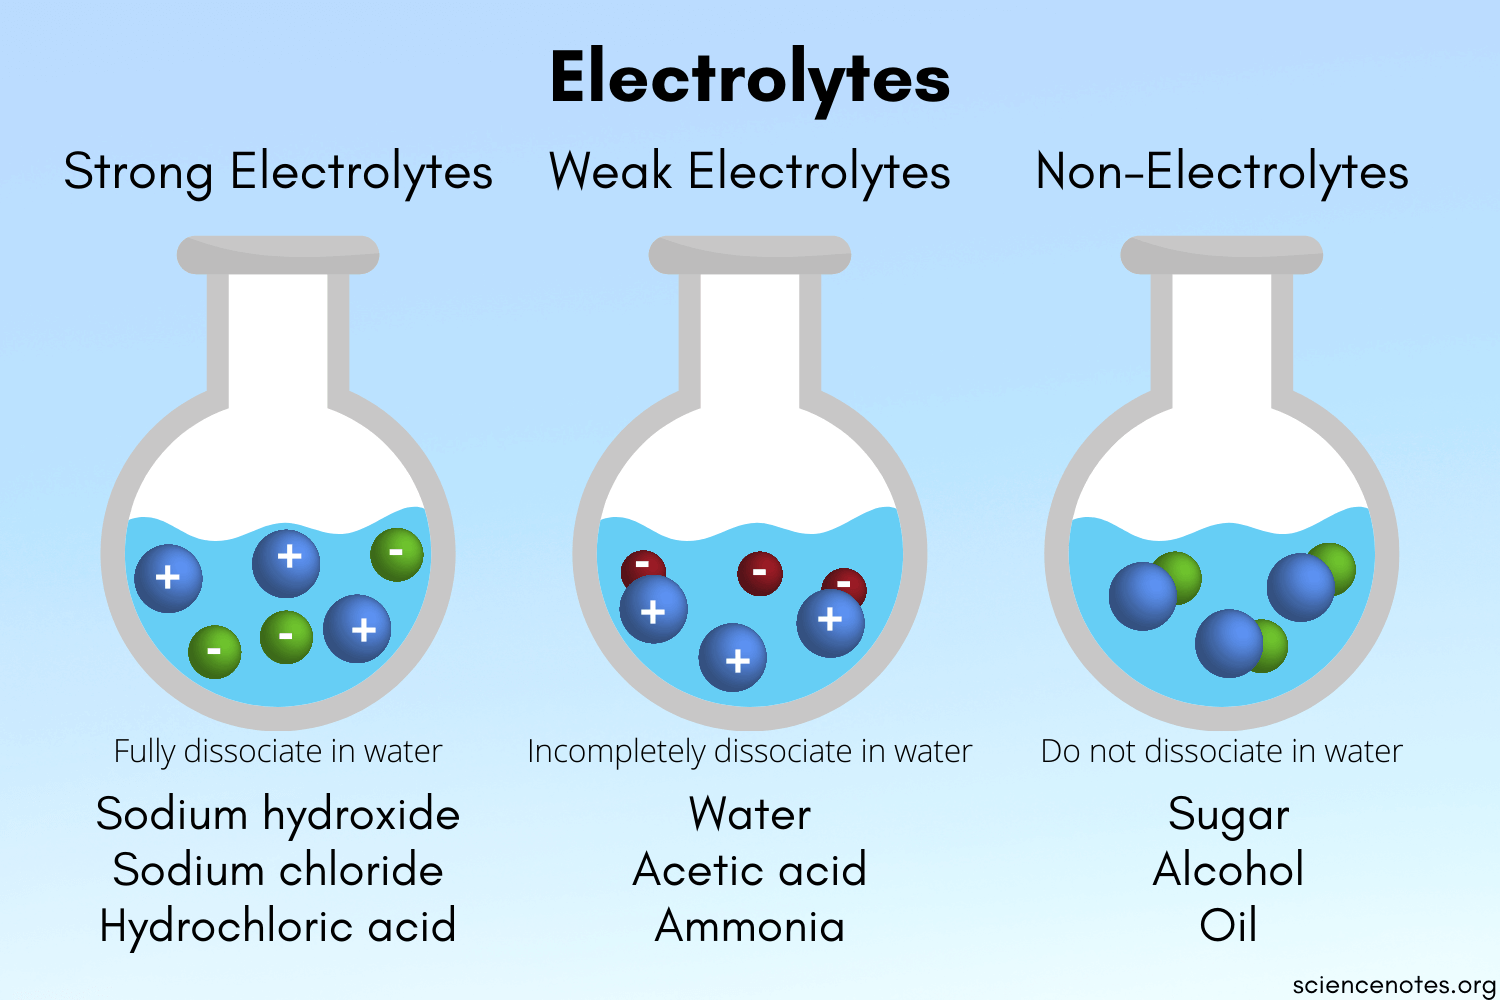 Electrolytes
Strong Electrolytes
Weak Electrolytes
Non-Electrolytes
+
+
-
-
-
+
-
+
-
-
+
+
Fully dissociate in water
Incompletely dissociate in water
Do not dissociate in water
Sodium hydroxide
Sodium chloride
Hydrochloric acid
Water
Acetic acid
Ammonia
Sugar
Alcohol
Oil
sciencenotes.org